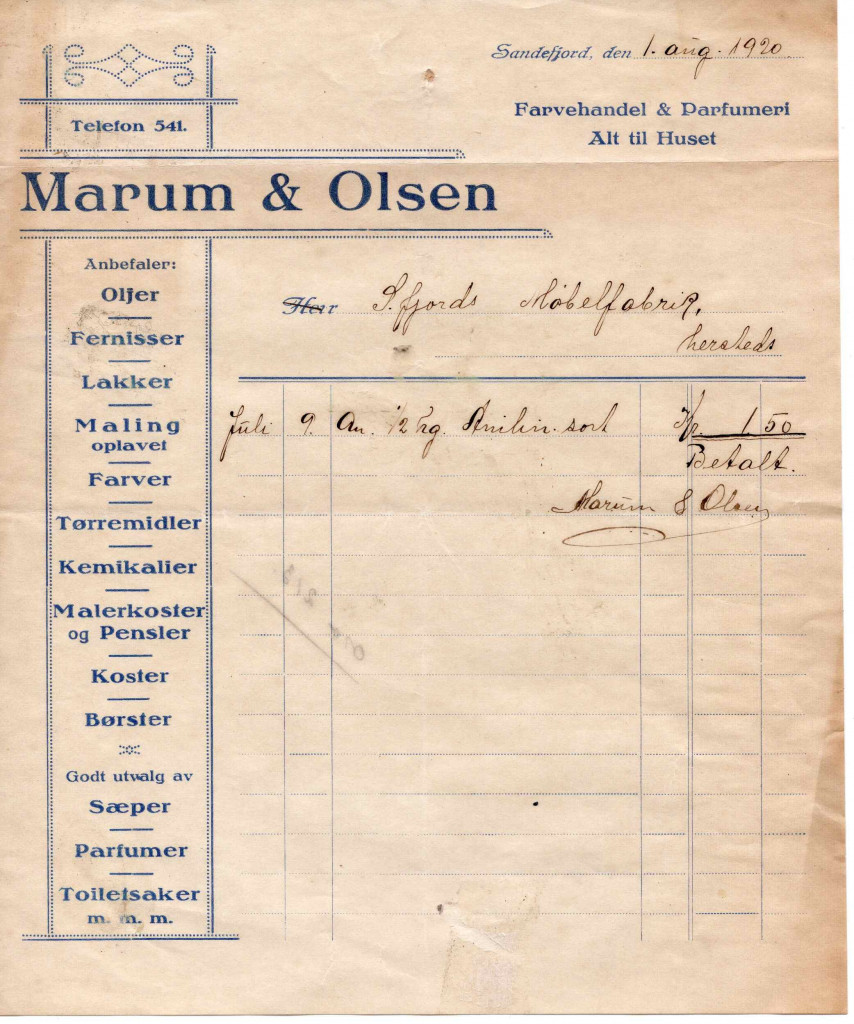 Sandefjord, den 1. aug. 1920
Farvehandel & Parfumeri
Alt til Huset
Telefon 541.
Marum & Olsen
Anbefaler:
Oljer
Fernisser
Lakker
Maling
oplavet
Farver
Tørremidler
Kemikalier
Malerkoster
og Pensler
Koster
Børster
Godt utvalg av
Sæper
Parfumer
Toiletsaker
m. m. m.
Herr S.fjords Møbelfabrik,
hersteds
Juli 9. An. 1/2 kg. Anilin. sort Kr. 1 50
Betalt.
Marum & Olsen